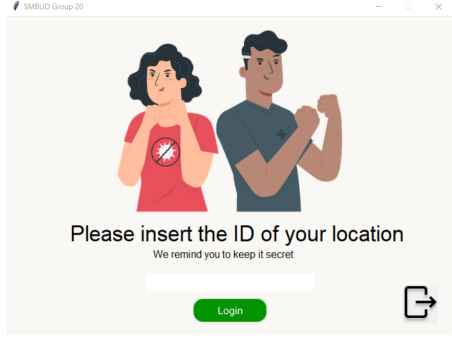 SMBUD Group 20
Please insert the ID of your location
We remind you to keep it secret
Login